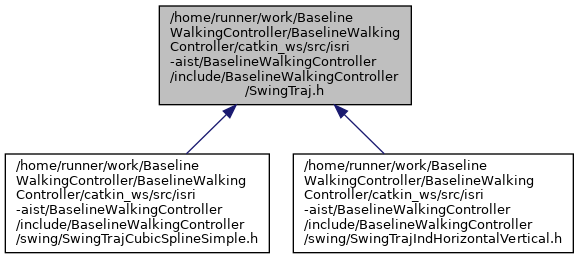 /home/runner/work/Baseline
WalkingController/BaselineWalking
Controller/catkin_ws/src/isri
-aist/BaselineWalkingController
/include/BaselineWalkingController
/SwingTraj.h
/home/runner/work/Baseline
WalkingController/BaselineWalking
Controller/catkin_ws/src/isri
-aist/BaselineWalkingController
/include/BaselineWalkingController
/swing/SwingTrajCubicSplineSimple.h
/home/runner/work/Baseline
WalkingController/BaselineWalking
Controller/catkin_ws/src/isri
-aist/BaselineWalkingController
/include/BaselineWalkingController
/swing/SwingTrajIndHorizontalVertical.h